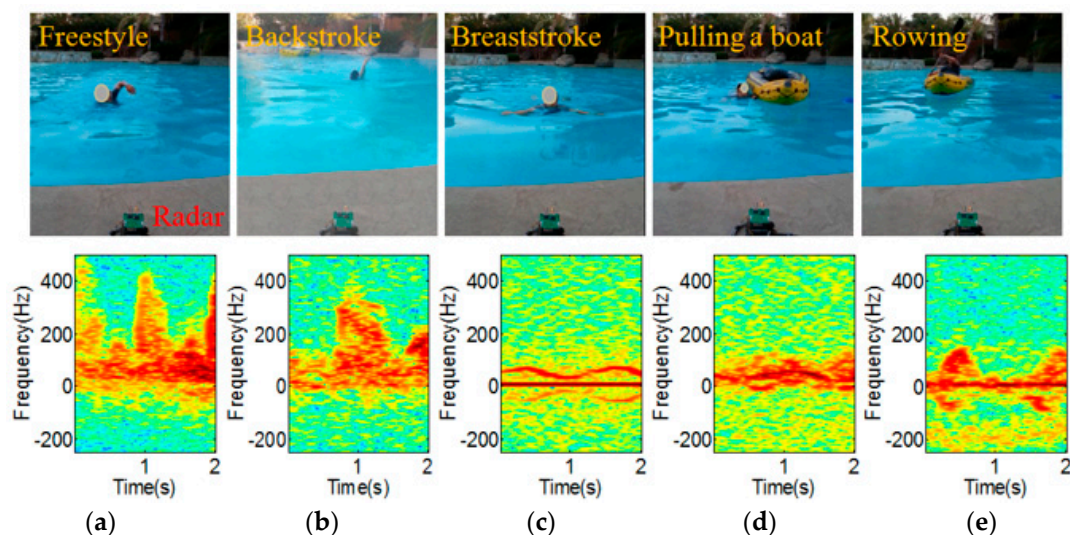 Freestyle
Backstroke
Breaststroke
Pulling a boat
Rowing
Radar
400
200
0
-200
Frequency(Hz)
1
2
Time(s)
400
200
0
-200
Frequency(Hz)
1
2
Time(s)
400
200
0
-200
Frequency(Hz)
1
2
Time(s)
400
200
0
-200
Frequency(Hz)
1
2
Time(s)
400
200
0
-200
Frequency(Hz)
1
2
Time(s)
(a)
(b)
(c)
(d)
(e)